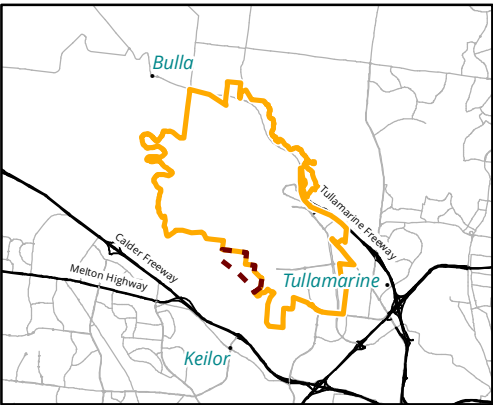 Bulla
Tullamarine Freeway
Calder Freeway
Melton Highway
Tullamarine
Keilor